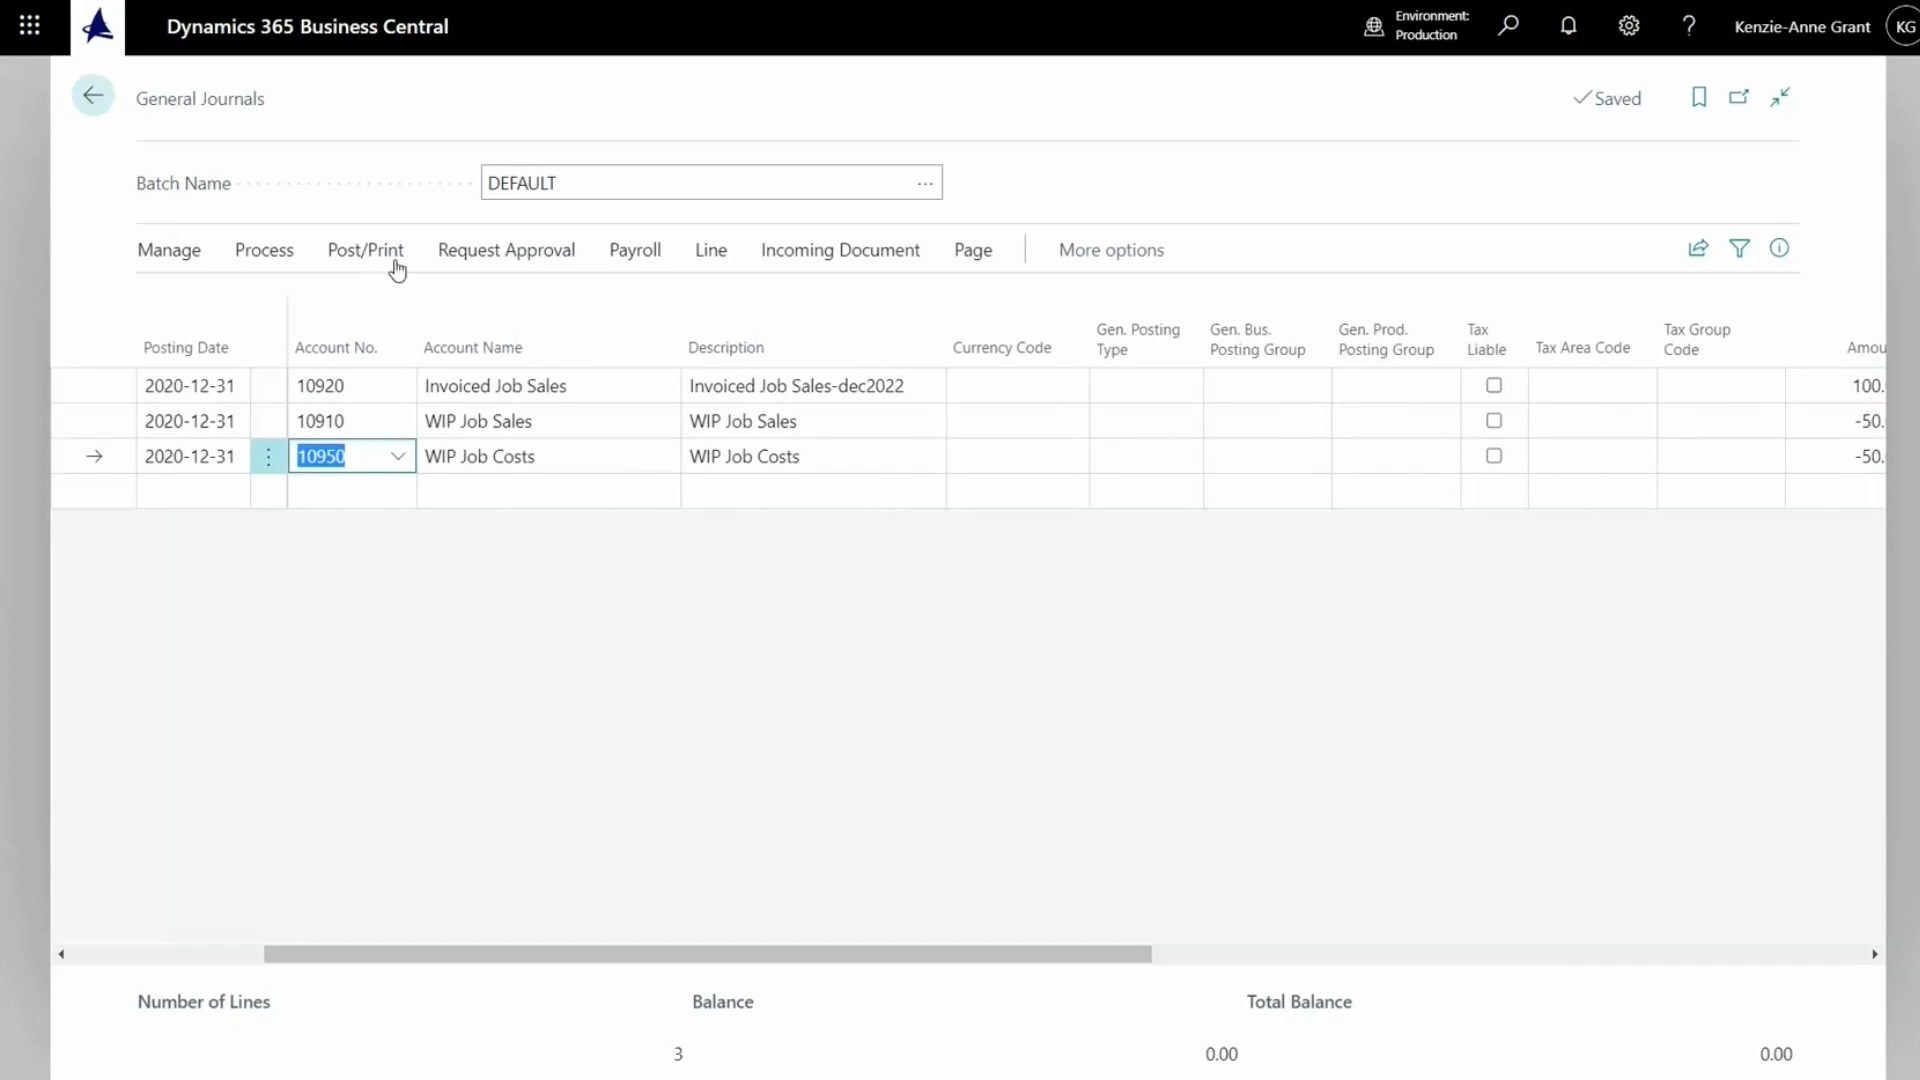 Dynamics 365 Business Central
Environment:
Production
Kenzie-Anne Grant
KG
General Journals
Saved
Batch Name
DEFAULT
Manage Process Post/Print Request Approval Payroll Line Incoming Document Page More options
Posting Date Account No. Account Name Description Currency Code Gen. Posting Type Gen. Bus. Posting Group Gen. Prod. Posting Group Tax Liable Tax Area Code Tax Group Code Amou
2020-12-31 10920 Invoiced Job Sales Invoiced Job Sales-dec2022 100.
2020-12-31 10910 WIP Job Sales WIP Job Sales -50.
2020-12-31 10950 WIP Job Costs WIP Job Costs -50.
Number of Lines Balance Total Balance
3 0.00 0.00